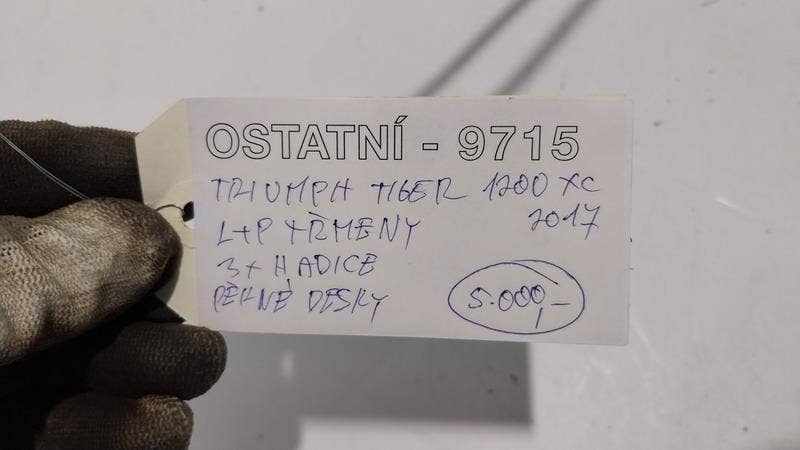 OSTATNÍ - 9715
TRIUMPH TIGER 1200 XC
L+P TŘMENY 2017
3× HADICE
PĚKNÉ DESKY 5.000,-